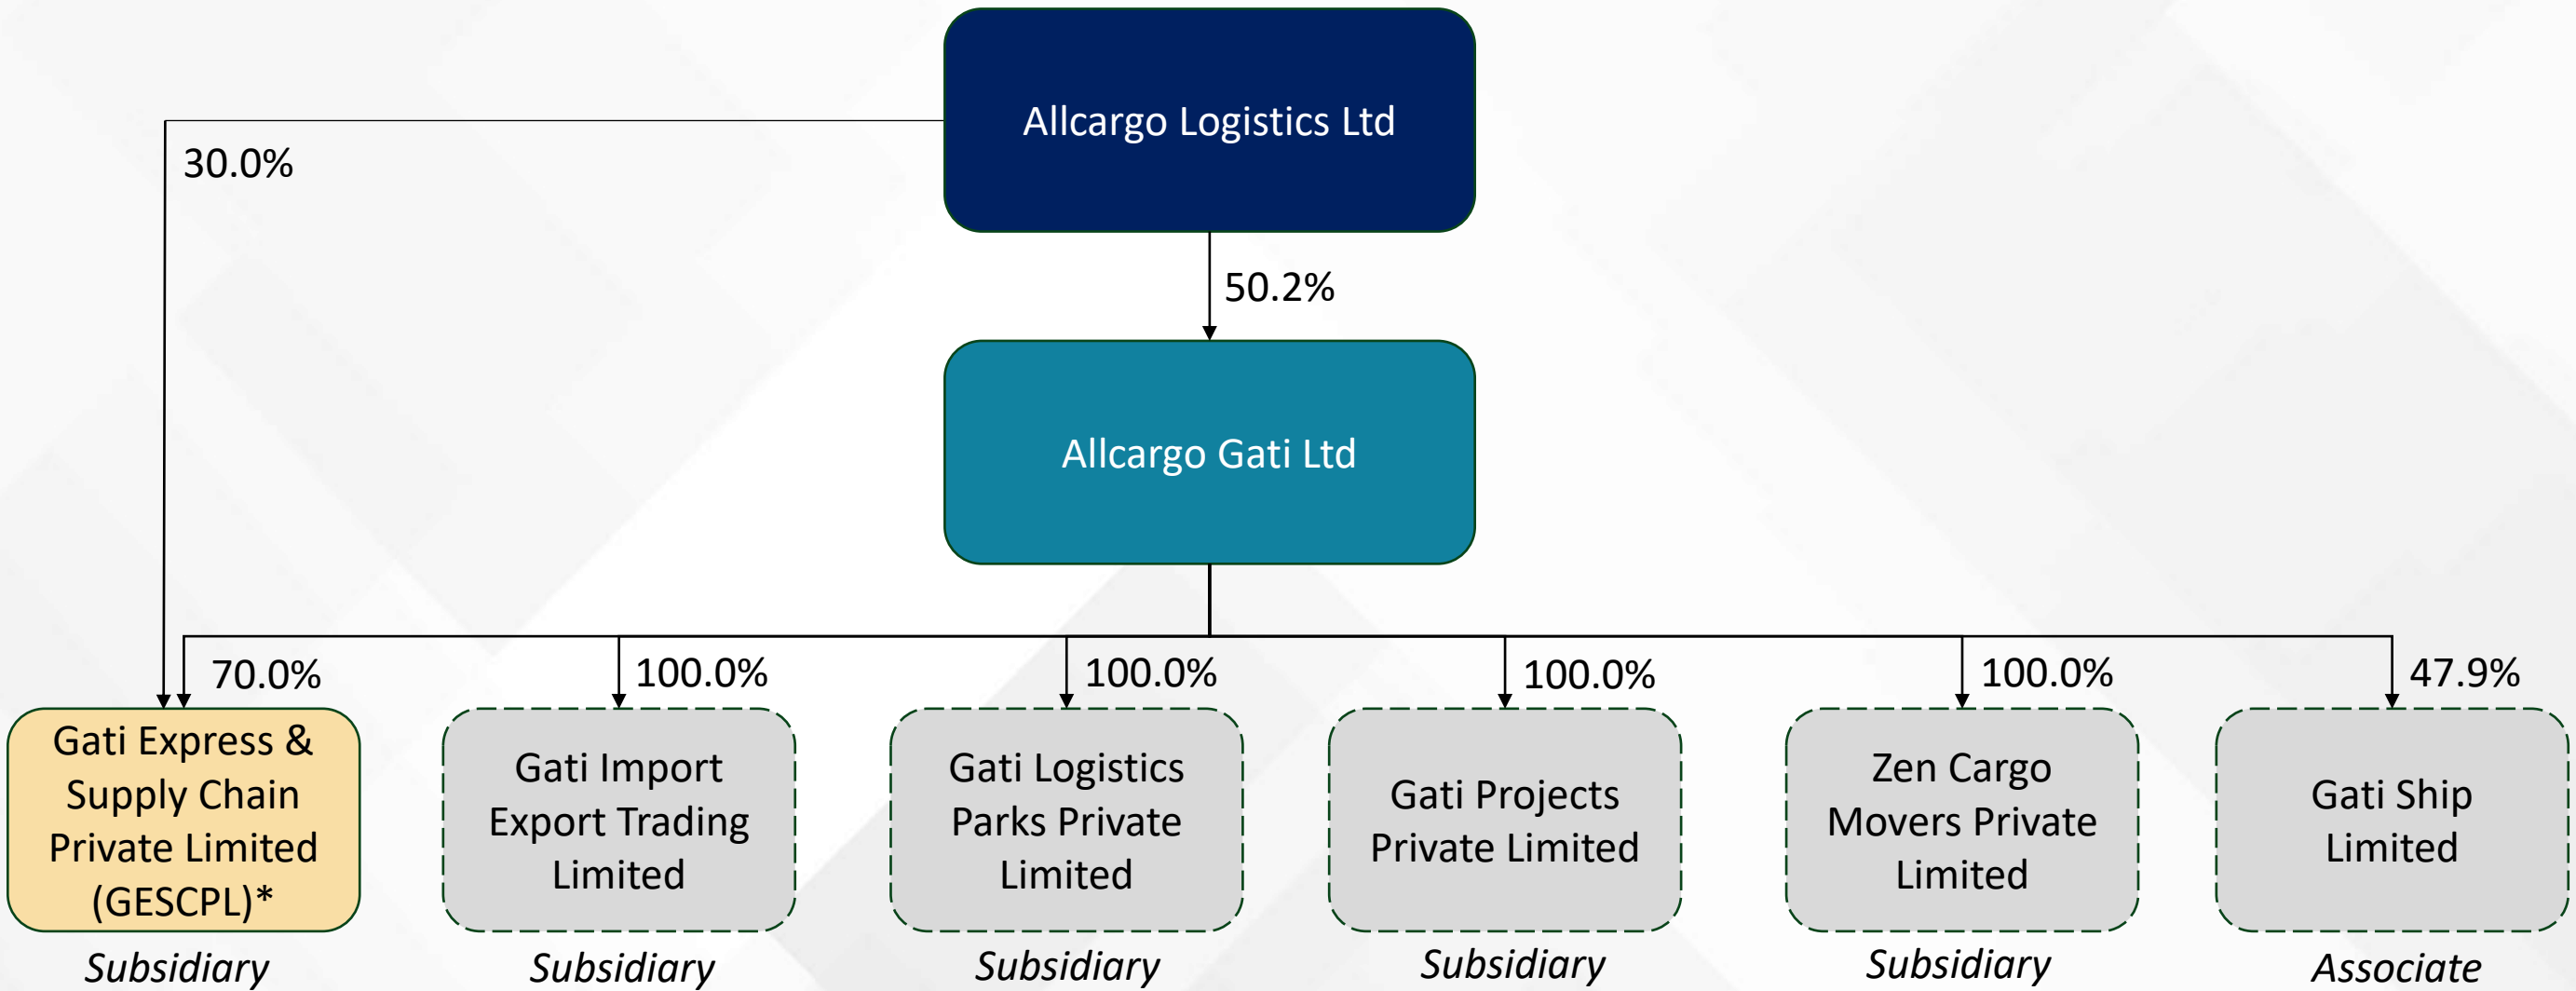 Allcargo Logistics Ltd
30.0%
50.2%
Allcargo Gati Ltd
70.0%
100.0%
100.0%
100.0%
100.0%
47.9%
Gati Express &
Supply Chain
Private Limited
(GESCPL)*
Subsidiary
Gati Import
Export Trading
Limited
Subsidiary
Gati Logistics
Parks Private
Limited
Subsidiary
Gati Projects
Private Limited
Subsidiary
Zen Cargo
Movers Private
Limited
Subsidiary
Gati Ship
Limited
Associate